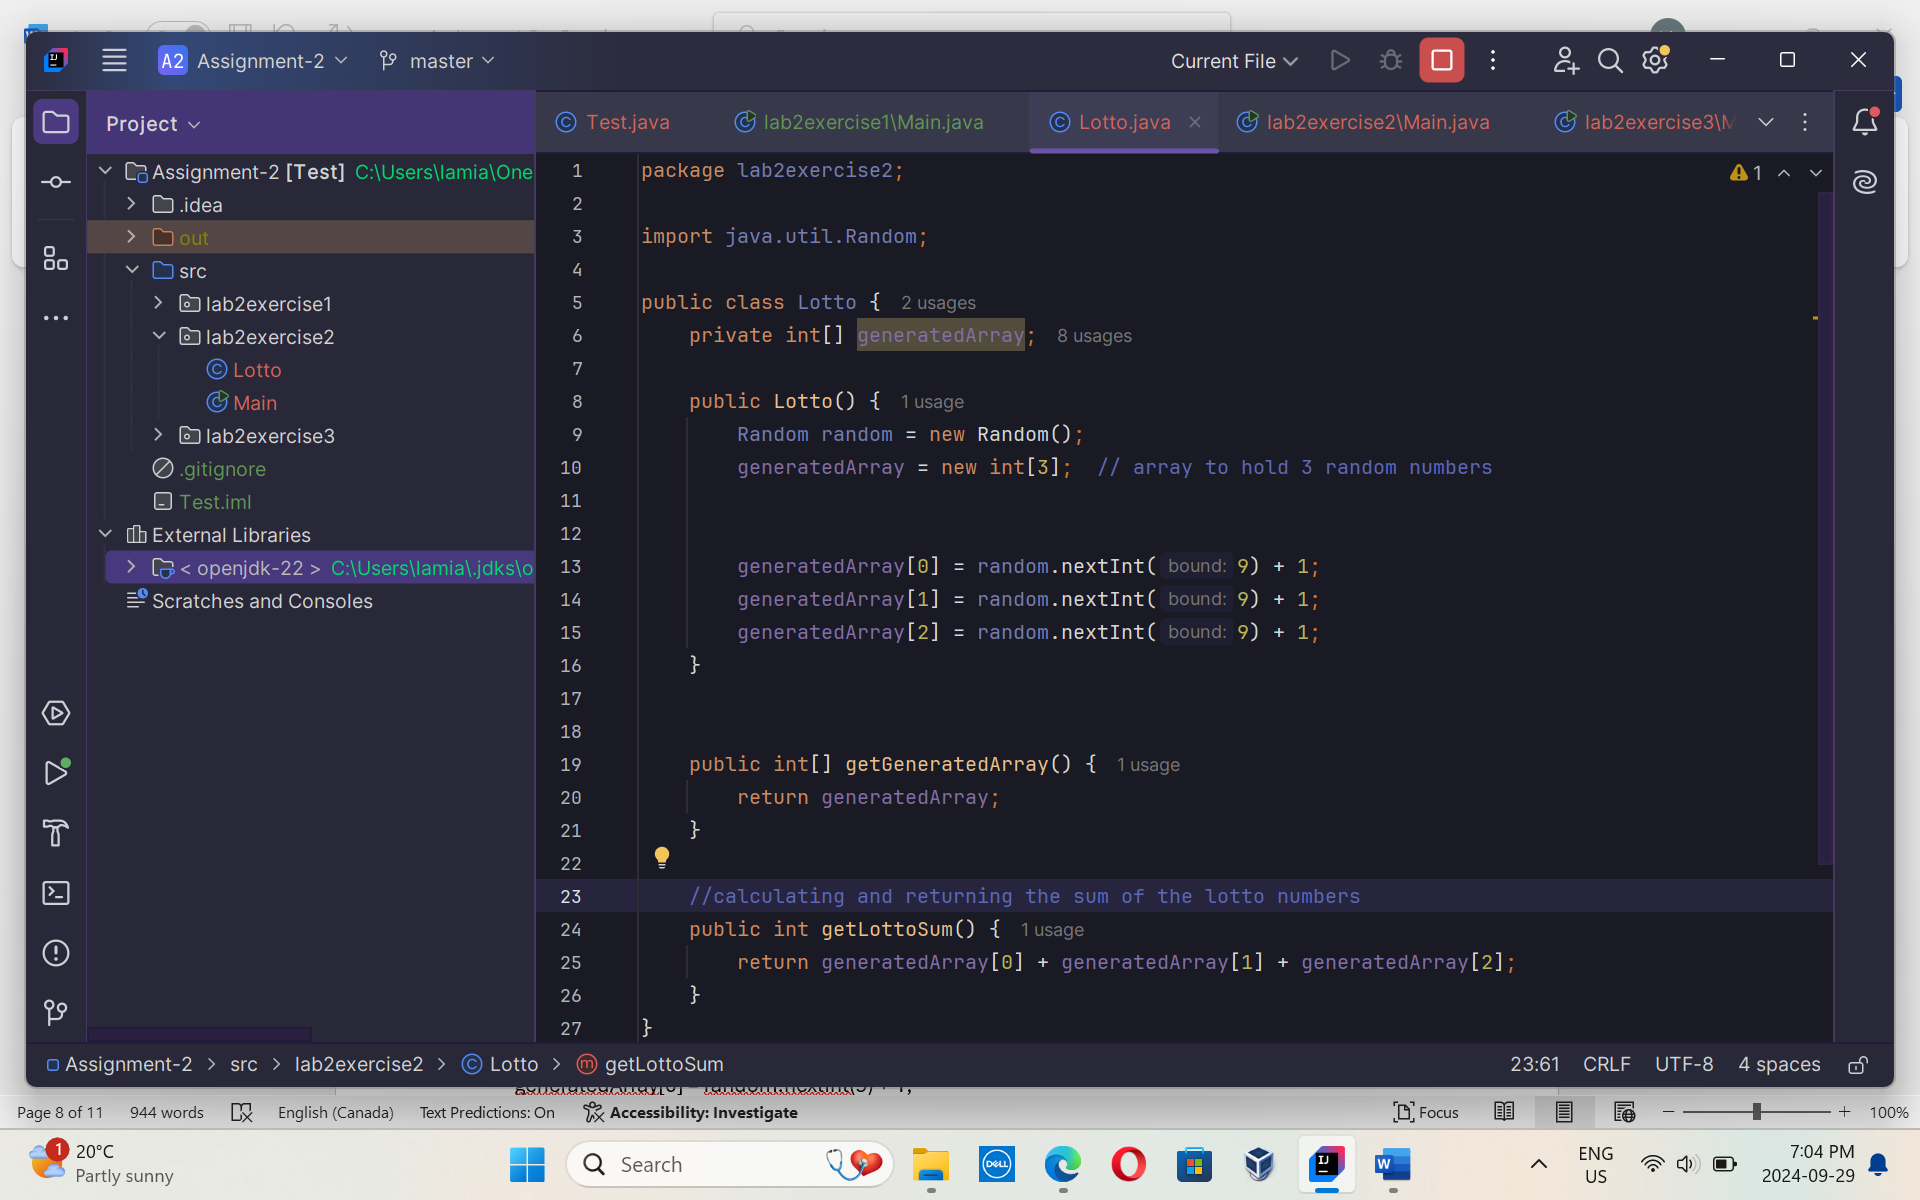 A2 Assignment-2 master Current File
Project
Test.java lab2exercise1\Main.java Lotto.java lab2exercise2\Main.java lab2exercise3\M
Assignment-2 [Test] C:\Users\lamia\One
.idea
out
src
lab2exercise1
lab2exercise2
Lotto
Main
lab2exercise3
.gitignore
Test.iml
External Libraries
< openjdk-22 > C:\Users\lamia\.jdks\o
Scratches and Consoles
1
1 package lab2exercise2;
2
3 import java.util.Random;
4
5 public class Lotto { 2 usages
6 private int[] generatedArray; 8 usages
7
8 public Lotto() { 1 usage
9 Random random = new Random();
10 generatedArray = new int[3]; // array to hold 3 random numbers
11
12
13 generatedArray[0] = random.nextInt( bound: 9) + 1;
14 generatedArray[1] = random.nextInt( bound: 9) + 1;
15 generatedArray[2] = random.nextInt( bound: 9) + 1;
16 }
17
18
19 public int[] getGeneratedArray() { 1 usage
20 return generatedArray;
21 }
22
23 //calculating and returning the sum of the lotto numbers
24 public int getLottoSum() { 1 usage
25 return generatedArray[0] + generatedArray[1] + generatedArray[2];
26 }
27 }
Assignment-2 > src > lab2exercise2 > Lotto > getLottoSum 23:61 CRLF UTF-8 4 spaces
Page 8 of 11 944 words English (Canada) Text Predictions: On Accessibility: Investigate Focus 100%
1 20°C
Partly sunny
Search
DELL
ENG
US
7:04 PM
2024-09-29